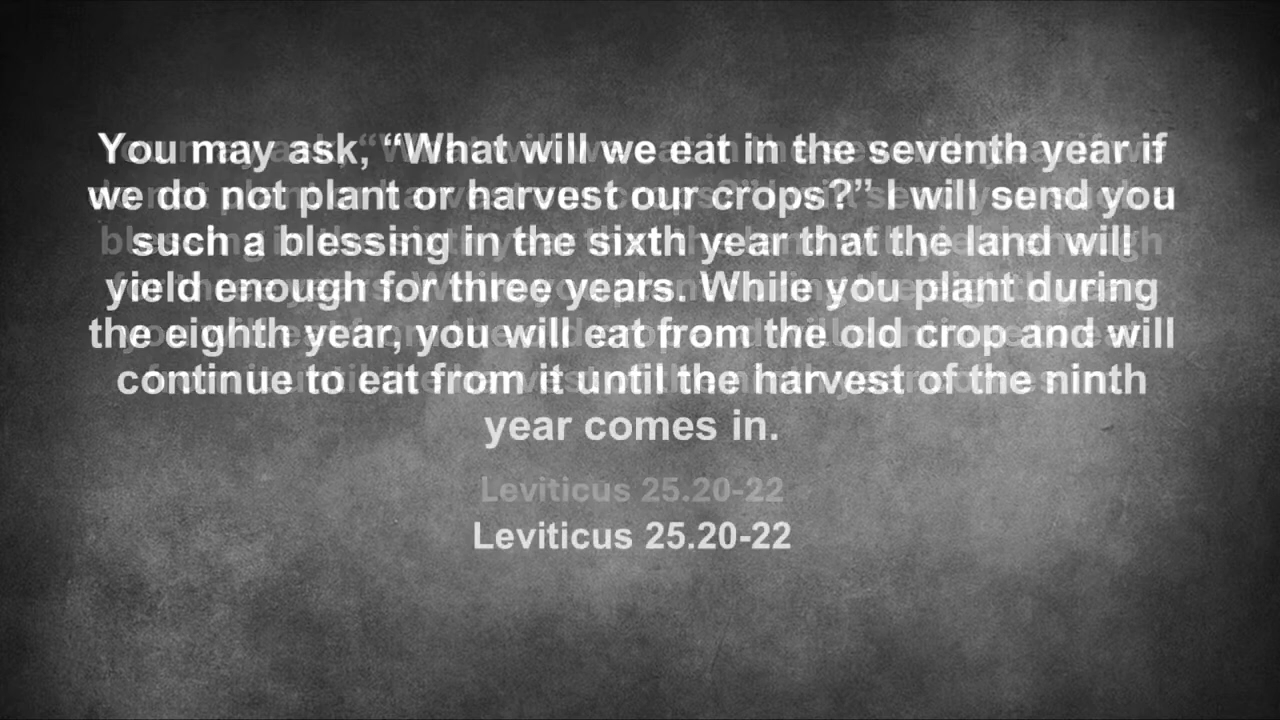 You may ask, “What will we eat in the seventh year if
we do not plant or harvest our crops?” I will send you
such a blessing in the sixth year that the land will
yield enough for three years. While you plant during
the eighth year, you will eat from the old crop and will
continue to eat from it until the harvest of the ninth
year comes in.
Leviticus 25.20-22
Leviticus 25.20-22